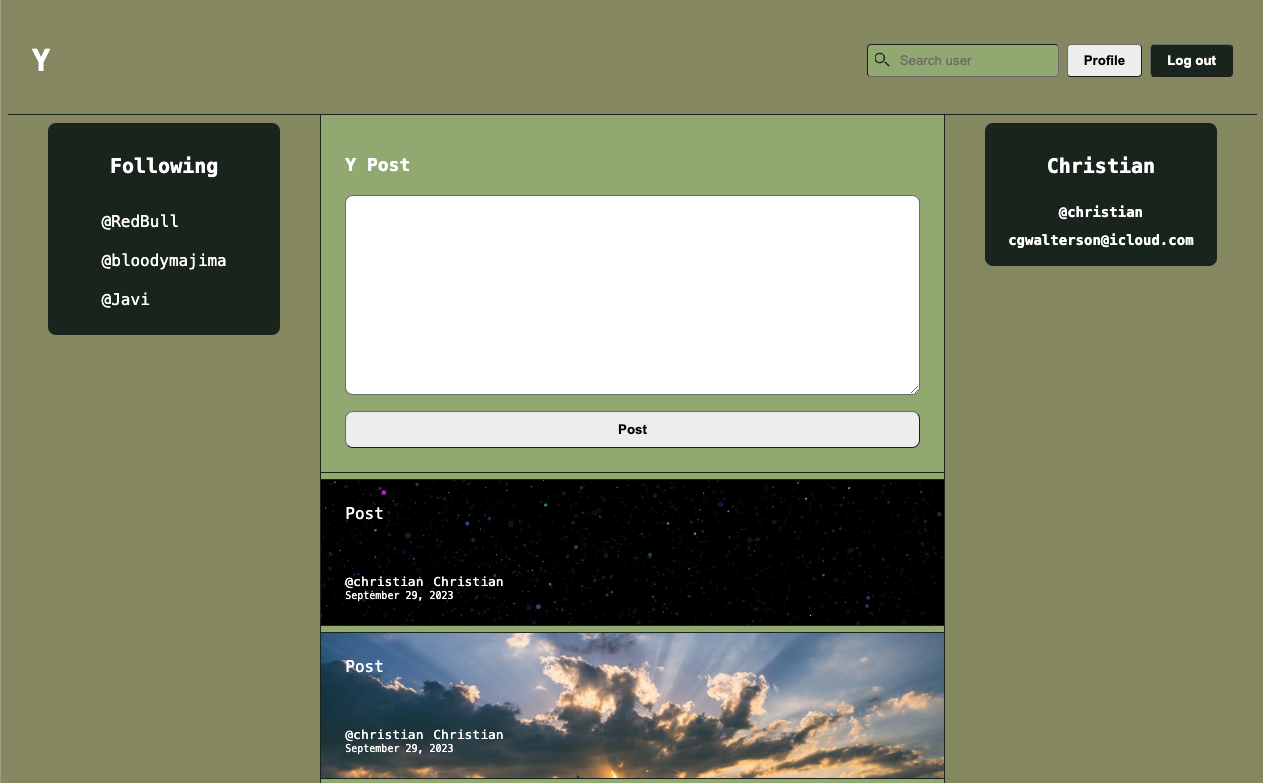 Y
Search user
Profile
Log out
Following
@RedBull
@bloodymajima
@Javi
Y Post
Post
Post
@christian Christian
September 29, 2023
Post
@christian Christian
September 29, 2023
Christian
@christian
cgwalterson@icloud.com